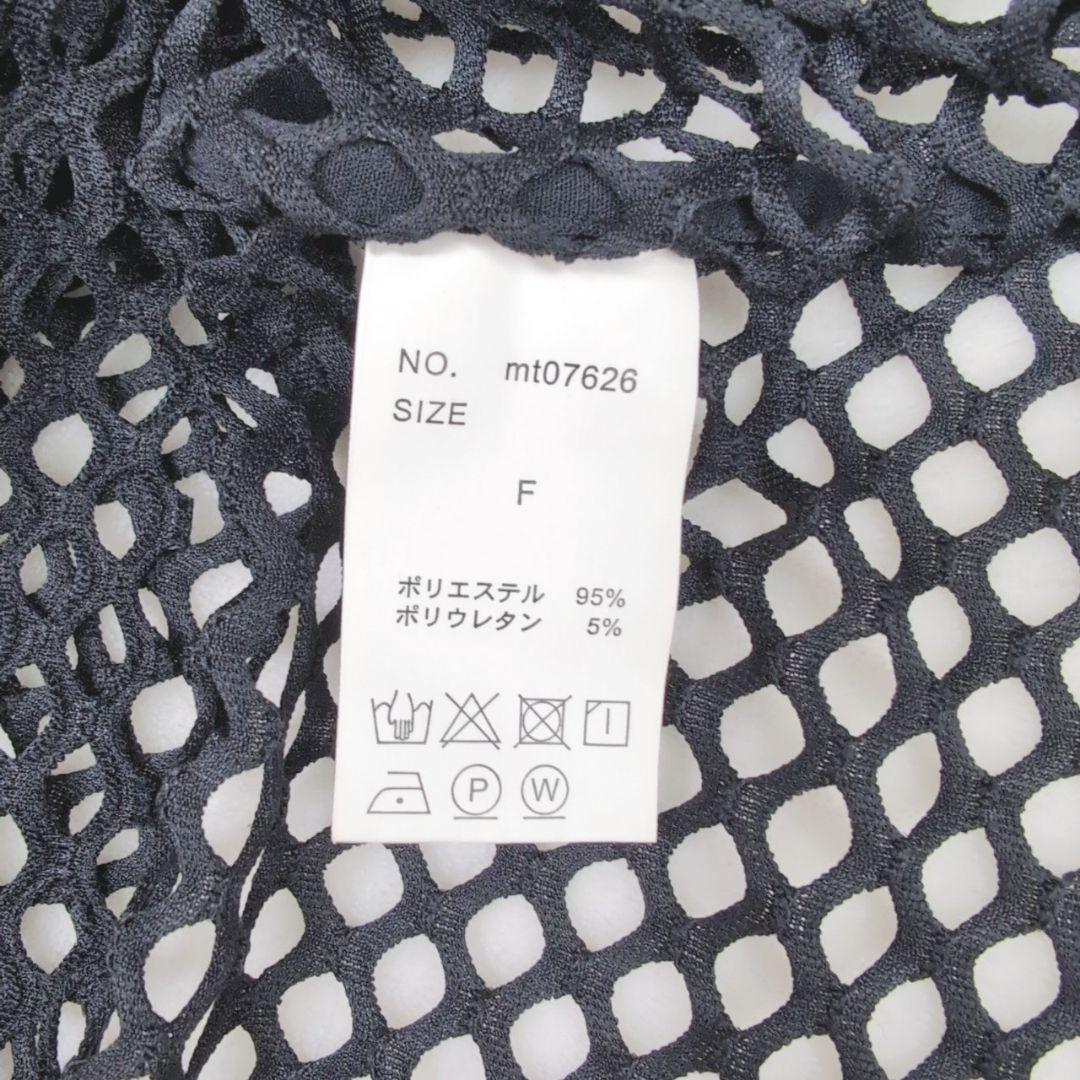 NO. mt07626
SIZE
F
ポリエステル 95%
ポリウレタン 5%
P W